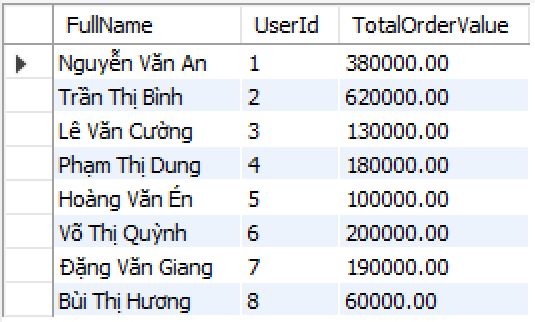 FullName UserId TotalOrderValue
Nguyễn Văn An 1 380000.00
Trần Thị Bình 2 620000.00
Lê Văn Cường 3 130000.00
Phạm Thị Dung 4 180000.00
Hoàng Văn Én 5 100000.00
Võ Thị Quỳnh 6 200000.00
Đặng Văn Giang 7 190000.00
Bùi Thị Hương 8 60000.00